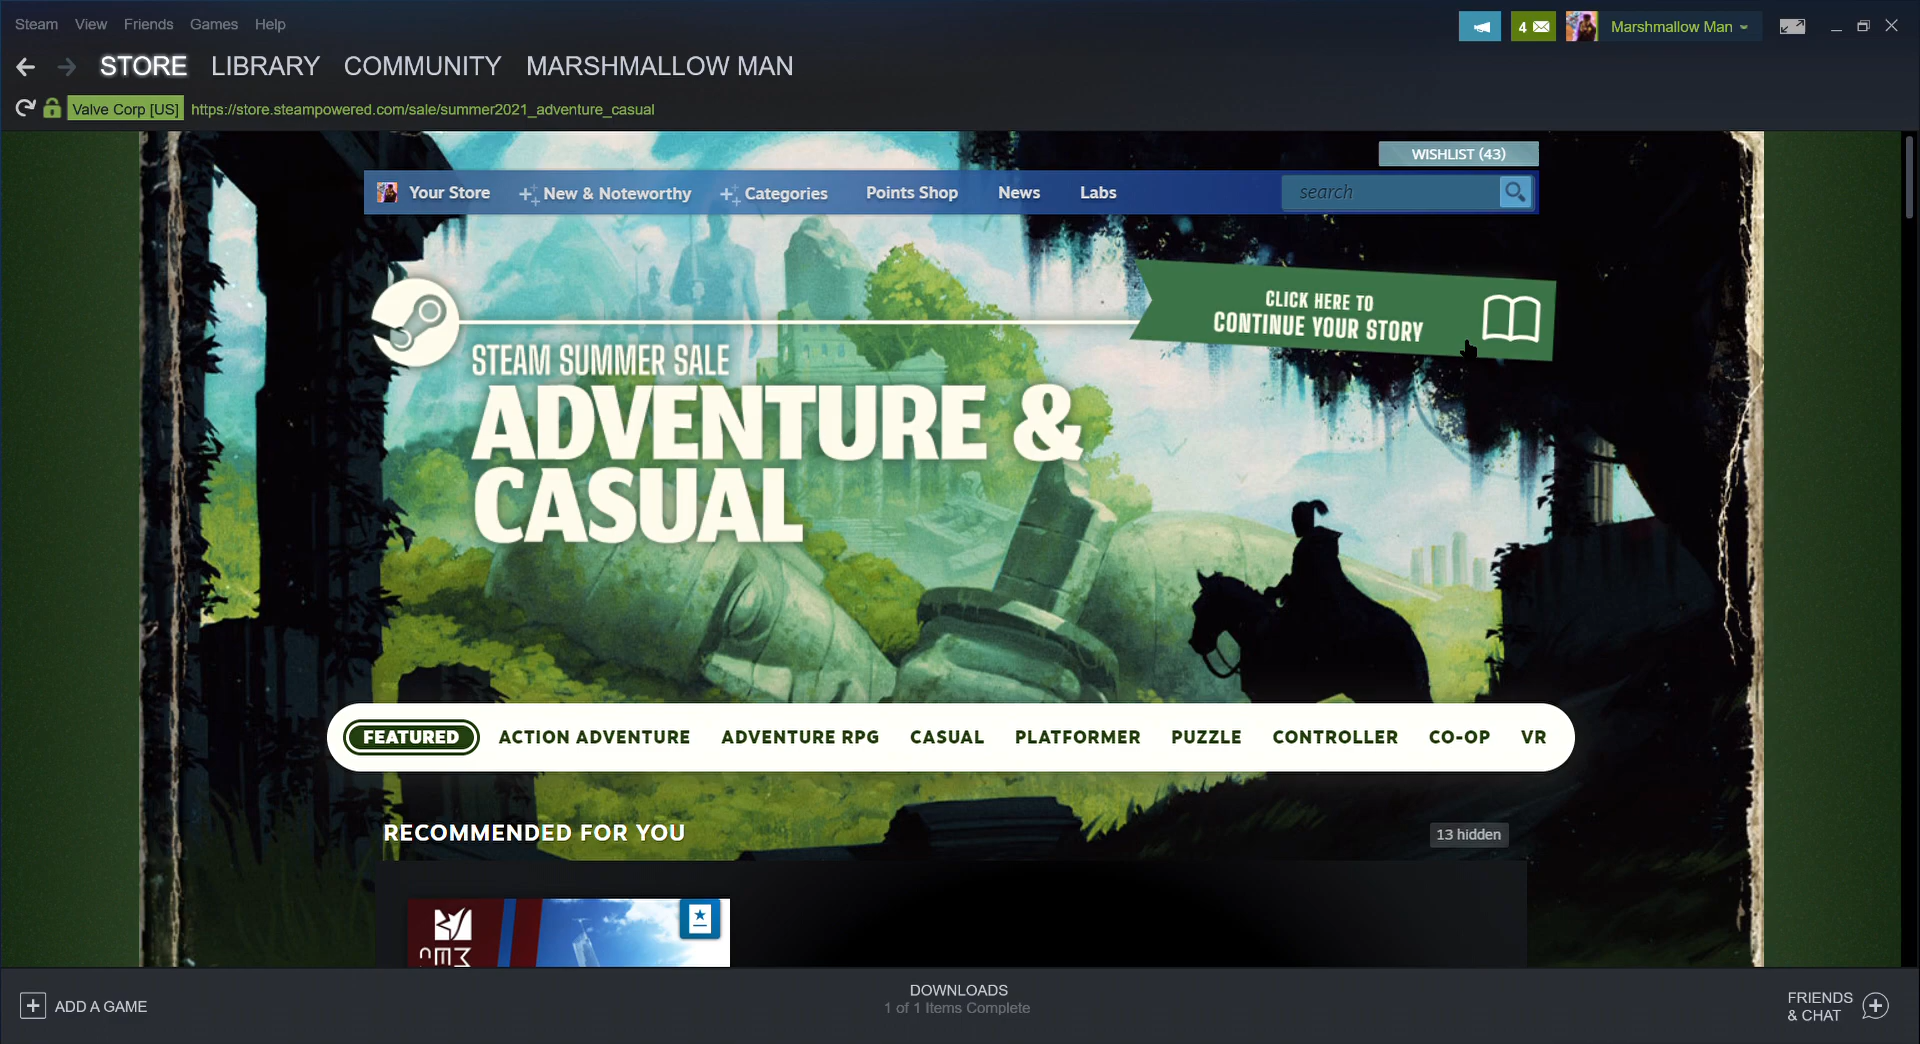 Steam View Friends Games Help
4 Marshmallow Man
STORE LIBRARY COMMUNITY MARSHMALLOW MAN
Valve Corp [US] https://store.steampowered.com/sale/summer2021_adventure_casual
WISHLIST (43)
Your Store New & Noteworthy Categories Points Shop News Labs search
CLICK HERE TO
CONTINUE YOUR STORY
STEAM SUMMER SALE
ADVENTURE &
CASUAL
FEATURED ACTION ADVENTURE ADVENTURE RPG CASUAL PLATFORMER PUZZLE CONTROLLER CO-OP VR
RECOMMENDED FOR YOU
13 hidden
ADD A GAME
DOWNLOADS
1 of 1 Items Complete
FRIENDS
& CHAT